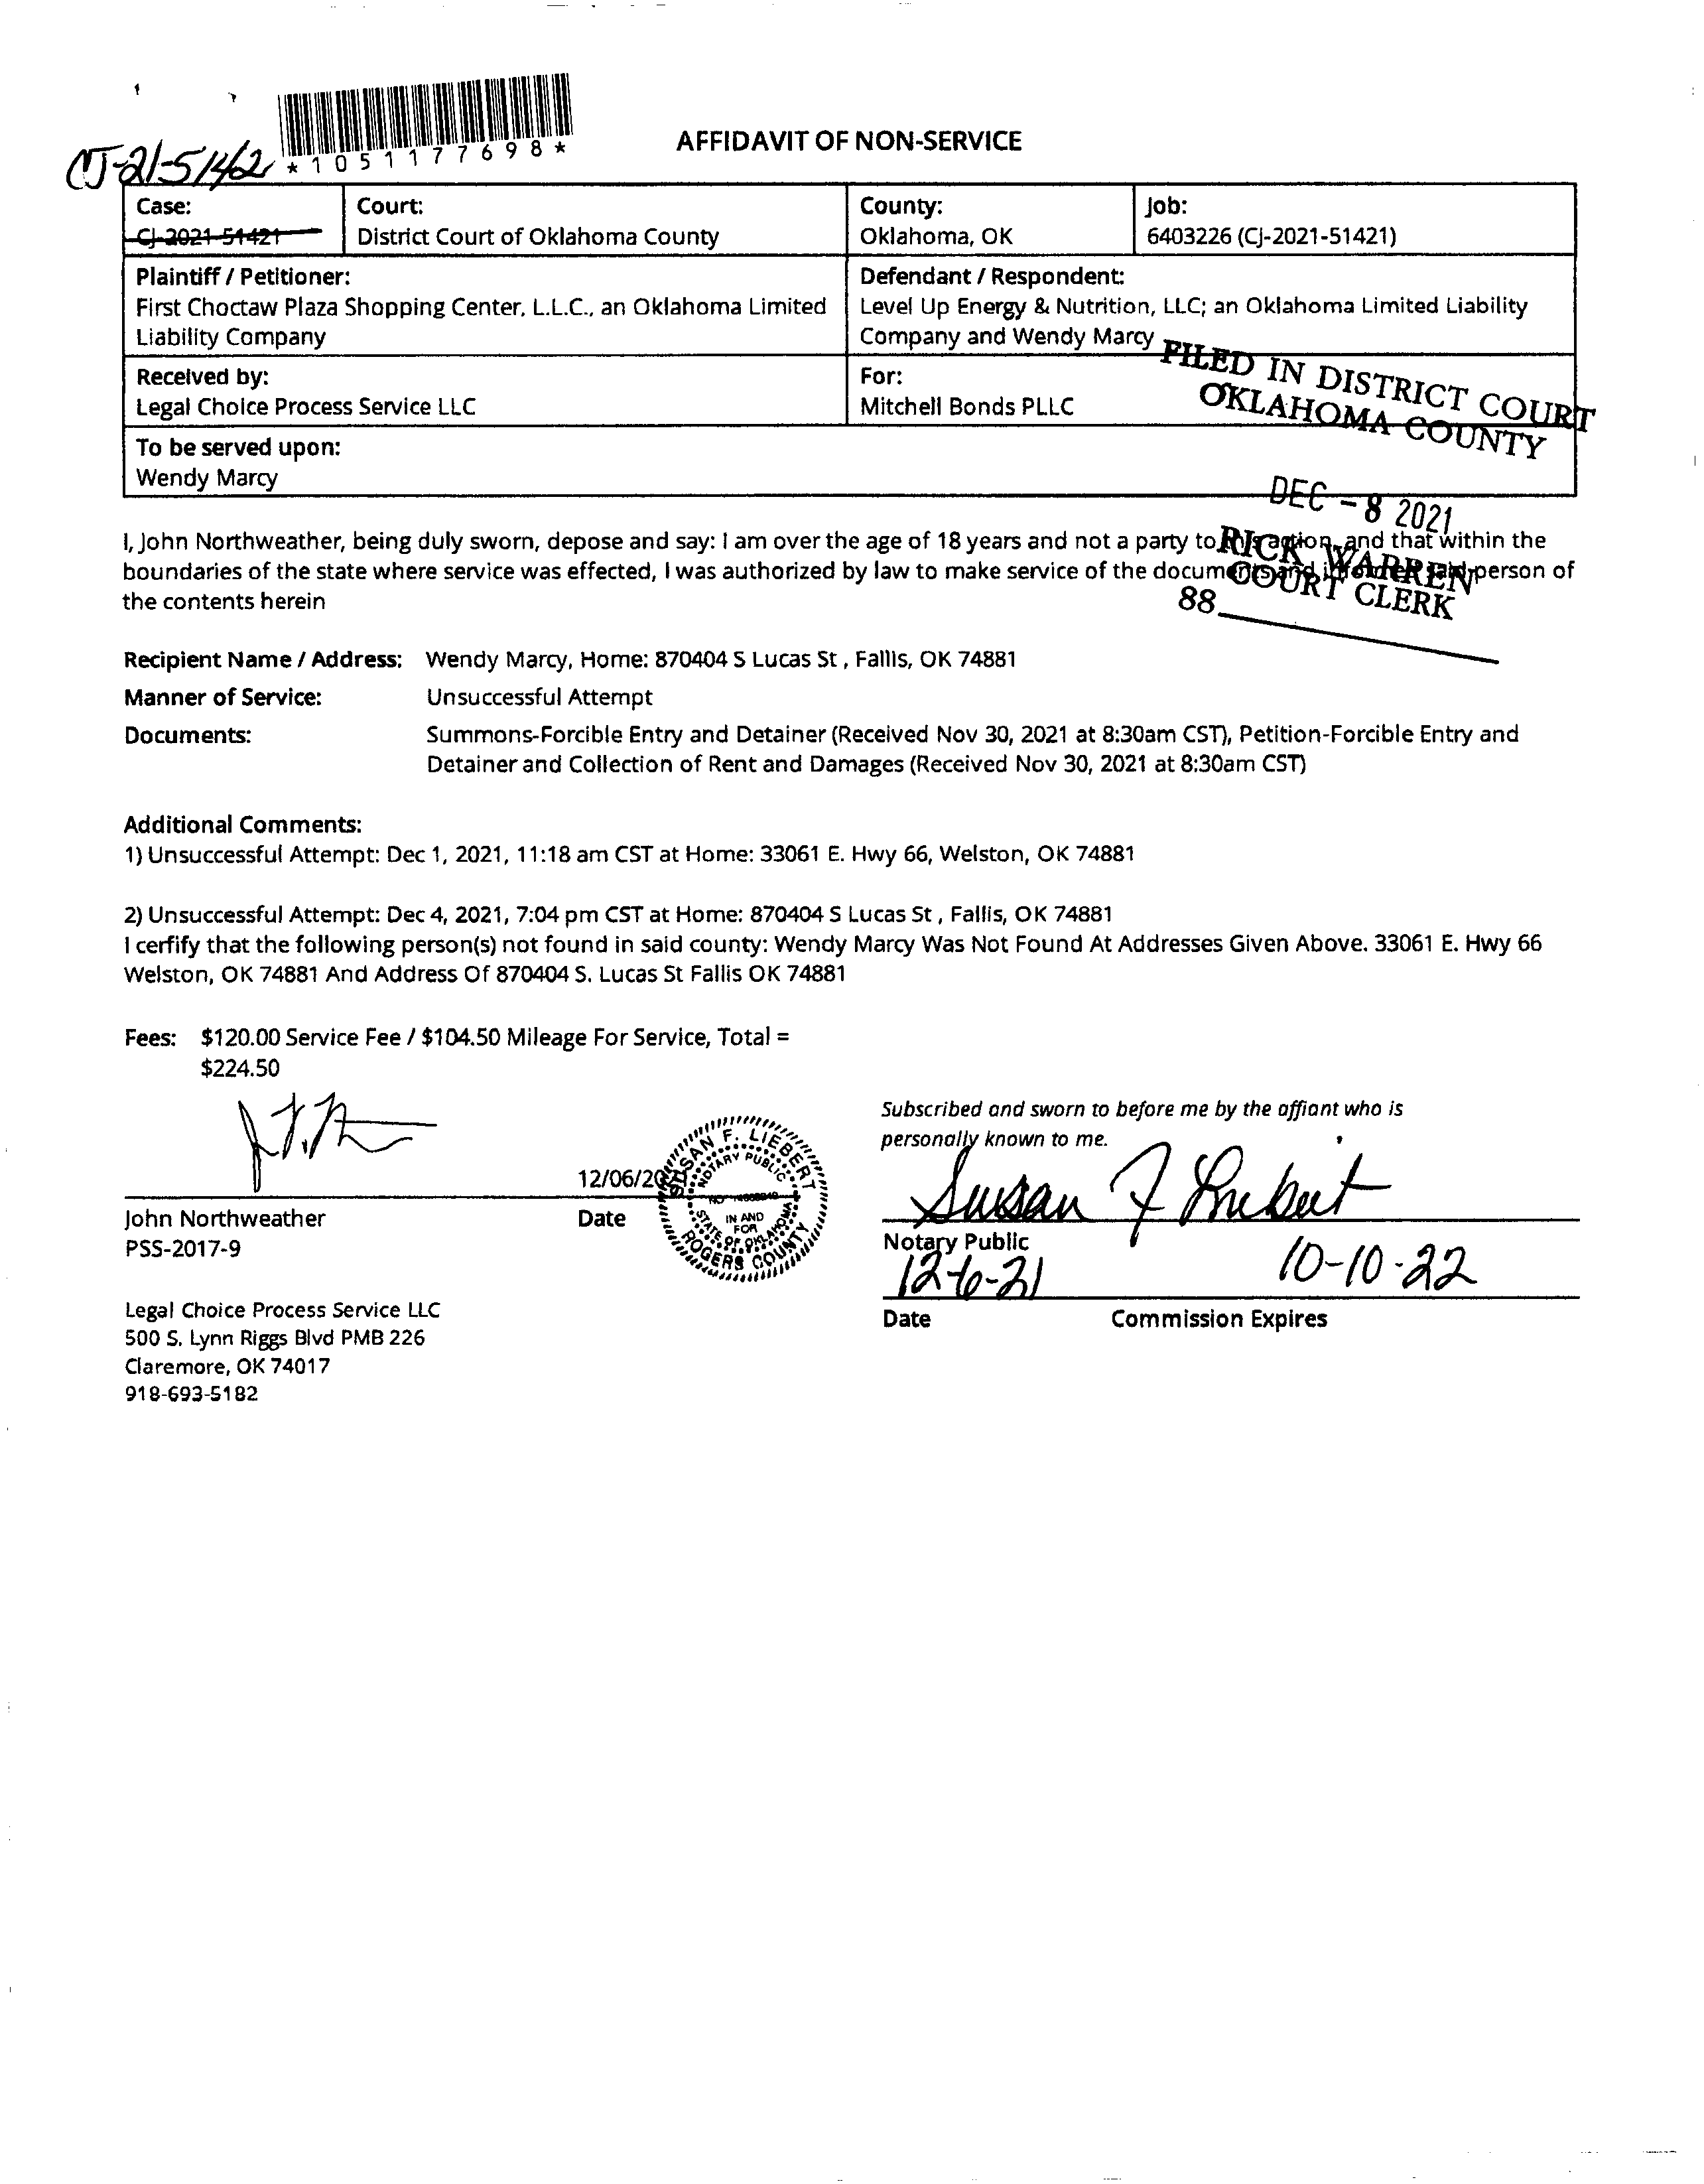 CJ-21-5142
*1051177698*
AFFIDAVIT OF NON-SERVICE
Case:
CJ-2021-51421
Court:
District Court of Oklahoma County
County:
Oklahoma, OK
Job:
6403226 (CJ-2021-51421)
Plaintiff / Petitioner:
First Choctaw Plaza Shopping Center, L.L.C., an Oklahoma Limited
Liability Company
Defendant / Respondent:
Level Up Energy & Nutrition, LLC; an Oklahoma Limited Liability
Company and Wendy Marcy
Received by:
Legal Choice Process Service LLC
For:
Mitchell Bonds PLLC
FILED IN DISTRICT COURT
OKLAHOMA COUNTY
To be served upon:
Wendy Marcy
DEC - 8 2021
RICK WARREN
COURT CLERK
88
I, John Northweather, being duly sworn, depose and say: I am over the age of 18 years and not a party to this action, and that within the
boundaries of the state where service was effected, I was authorized by law to make service of the documents and informed said person of
the contents herein
Recipient Name / Address: Wendy Marcy, Home: 870404 S Lucas St , Fallls, OK 74881
Manner of Service: Unsuccessful Attempt
Documents: Summons-Forcible Entry and Detainer (Received Nov 30, 2021 at 8:30am CST), Petition-Forcible Entry and
Detainer and Collection of Rent and Damages (Received Nov 30, 2021 at 8:30am CST)
Additional Comments:
1) Unsuccessful Attempt: Dec 1, 2021, 11:18 am CST at Home: 33061 E. Hwy 66, Welston, OK 74881
2) Unsuccessful Attempt: Dec 4, 2021, 7:04 pm CST at Home: 870404 S Lucas St , Fallis, OK 74881
I cerfify that the following person(s) not found in said county: Wendy Marcy Was Not Found At Addresses Given Above. 33061 E. Hwy 66
Welston, OK 74881 And Address Of 870404 S. Lucas St Fallis OK 74881
Fees: $120.00 Service Fee / $104.50 Mileage For Service, Total =
$224.50
12/06/20
John Northweather
PSS-2017-9
Date
SUSAN F. LIEBERT
NOTARY PUBLIC
IN AND
FOR
STATE OF OKLAHOMA
ROGERS COUNTY
Subscribed and sworn to before me by the affiant who is
personally known to me.
Susan F Liebert
Notary Public
12-6-21
10-10-22
Date
Commission Expires
Legal Choice Process Service LLC
500 S. Lynn Riggs Blvd PMB 226
Claremore, OK 74017
918-693-5182